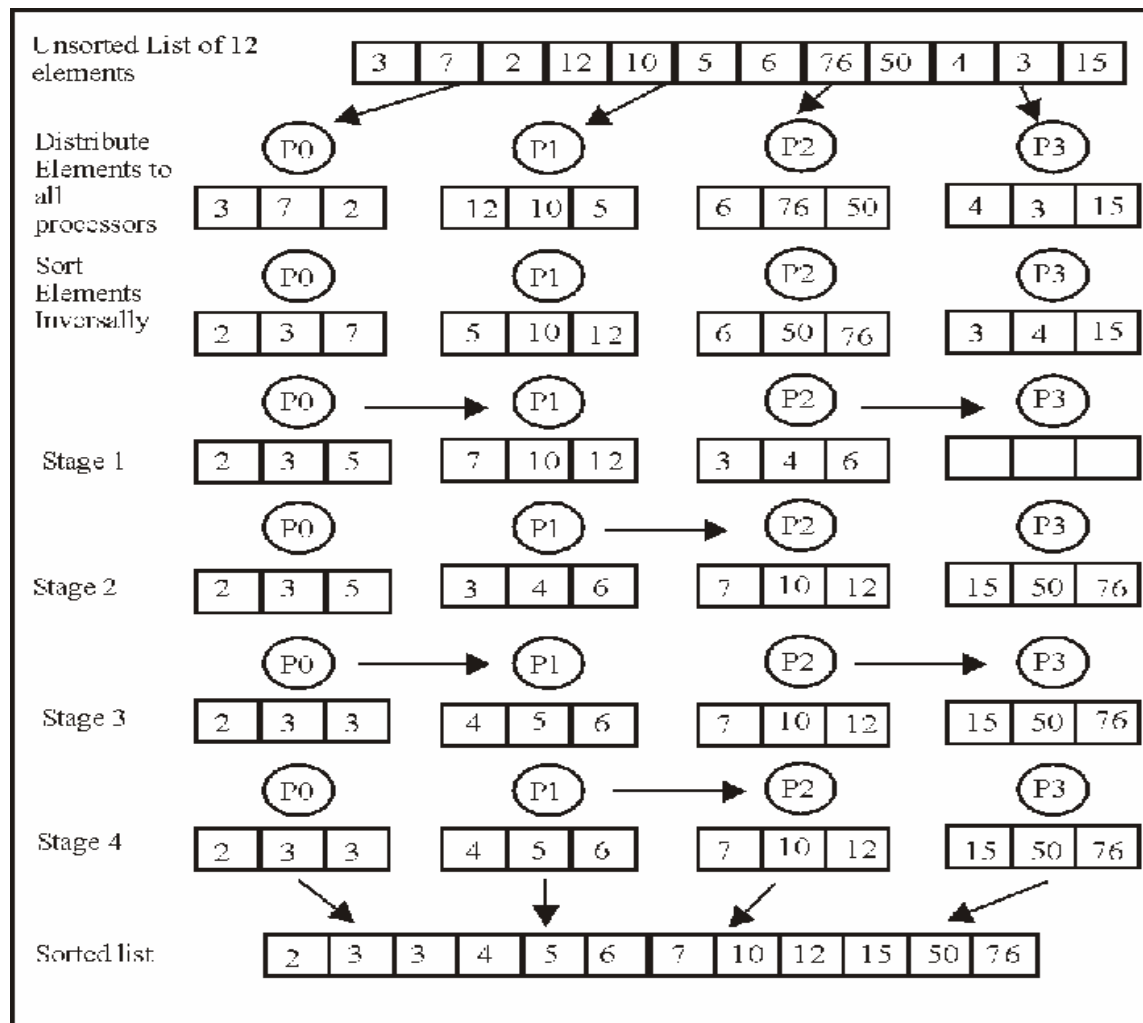 Unsorted List of 12
elements
3 7 2 12 10 5 6 76 50 4 3 15
Distribute
Elements to
all
processors
P0 P1 P2 P3
3 7 2 12 10 5 6 76 50 4 3 15
Sort
Elements
Inversally
P0 P1 P2 P3
2 3 7 5 10 12 6 50 76 3 4 15
P0 P1 P2 P3
Stage 1 2 3 5 7 10 12 3 4 6
P0 P1 P2 P3
Stage 2 2 3 5 3 4 6 7 10 12 15 50 76
P0 P1 P2 P3
Stage 3 2 3 3 4 5 6 7 10 12 15 50 76
P0 P1 P2 P3
Stage 4 2 3 3 4 5 6 7 10 12 15 50 76
Sorted list 2 3 3 4 5 6 7 10 12 15 50 76